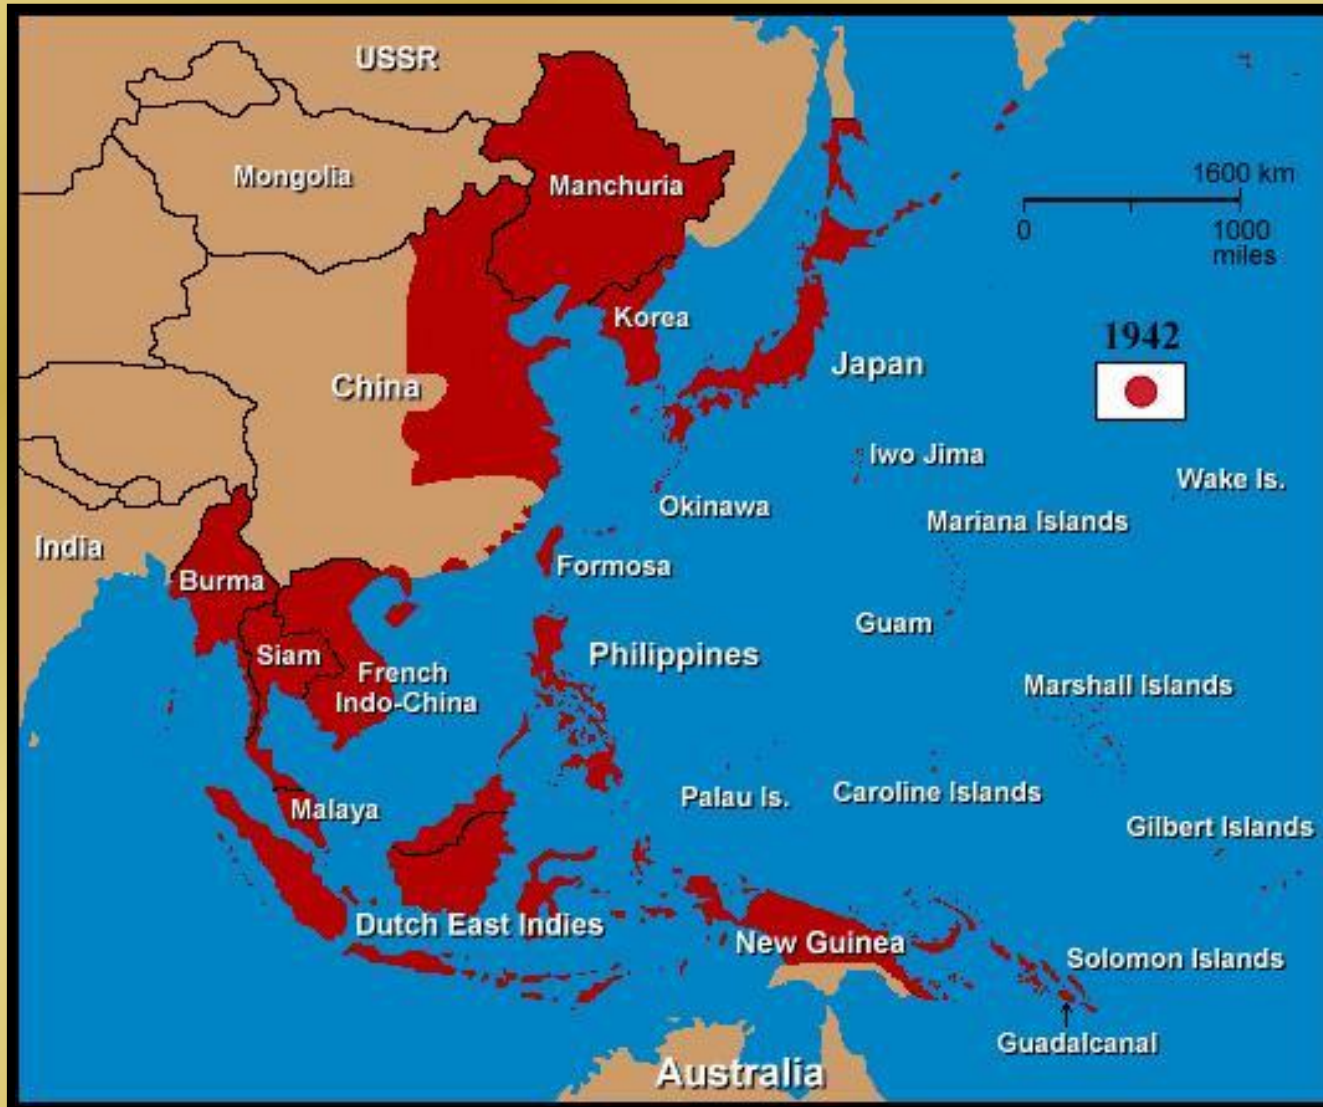 USSR
Mongolia
Manchuria
1600 km
0
1000
miles
Korea
1942
Japan
China
Iwo Jima
Wake Is.
Okinawa
Mariana Islands
India
Burma
Formosa
Guam
Siam
Philippines
French
Indo-China
Marshall Islands
Palau Is.
Caroline Islands
Malaya
Gilbert Islands
Dutch East Indies
New Guinea
Solomon Islands
Guadalcanal
Australia